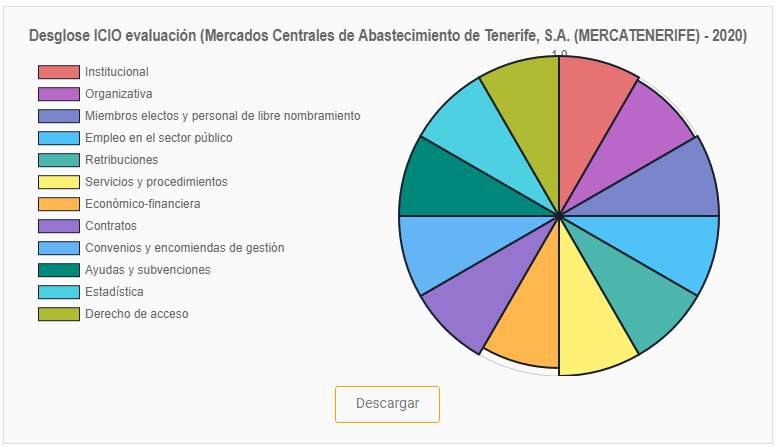 Desglose ICIO evaluación (Mercados Centrales de Abastecimiento de Tenerife, S.A. (MERCATENERIFE) - 2020)
1.0
Institucional
Organizativa
Miembros electos y personal de libre nombramiento
Empleo en el sector público
Retribuciones
Servicios y procedimientos
Económico-financiera
Contratos
Convenios y encomiendas de gestión
Ayudas y subvenciones
Estadística
Derecho de acceso
Descargar